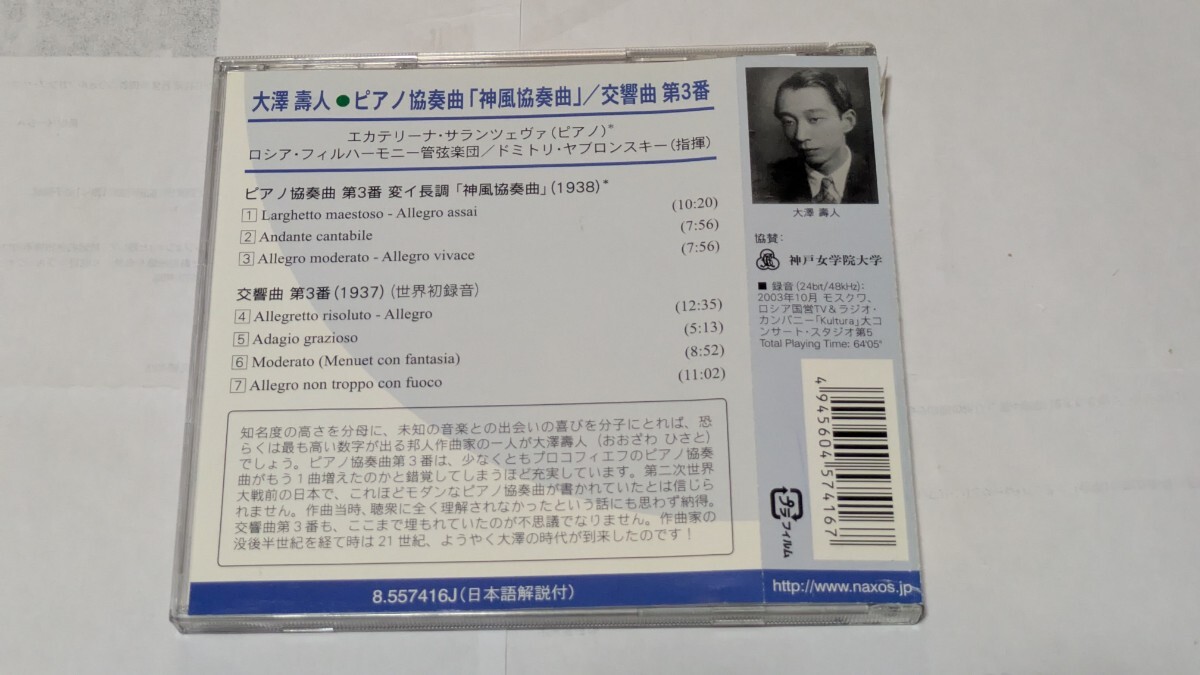 大澤 壽人●ピアノ協奏曲「神風協奏曲」／交響曲 第3番
エカテリーナ・サランツェヴァ(ピアノ)*
ロシア・フィルハーモニー管弦楽団／ドミトリ・ヤブロンスキー(指揮)
ピアノ協奏曲 第3番 変イ長調「神風協奏曲」(1938)*
1 Larghetto maestoso - Allegro assai (10:20)
2 Andante cantabile (7:56)
3 Allegro moderato - Allegro vivace (7:56)
交響曲 第3番(1937)(世界初録音)
4 Allegretto risoluto - Allegro (12:35)
5 Adagio grazioso (5:13)
6 Moderato (Menuet con fantasia) (8:52)
7 Allegro non troppo con fuoco (11:02)
知名度の高さを分母に、未知の音楽との出会いの喜びを分子にとれば、恐
らくは最も高い数字が出る邦人作曲家の一人が大澤壽人（おおざわ ひさと）
でしょう。ピアノ協奏曲第３番は、少なくともプロコフィエフのピアノ協奏
曲がもう１曲増えたのかと錯覚してしまうほど充実しています。第二次世界
大戦前の日本で、これほどモダンなピアノ協奏曲が書かれていたとは信じら
れません。作曲当時、聴衆に全く理解されなかったという話にも思わず納得。
交響曲第３番も、ここまで埋もれていたのが不思議でなりません。作曲家の
没後半世紀を経て時は21世紀、ようやく大澤の時代が到来したのです！
8.557416J(日本語解説付)
大澤 壽人
協賛：
神戸女学院大学
■ 録音(24bit/48kHz)：
2003年10月 モスクワ、
ロシア国営TV＆ラジオ・
カンパニー「Kultura」大コ
ンサート・スタジオ第5
Total Playing Time: 64'05"
4945604574167
プラ
フィルム
http://www.naxos.jp